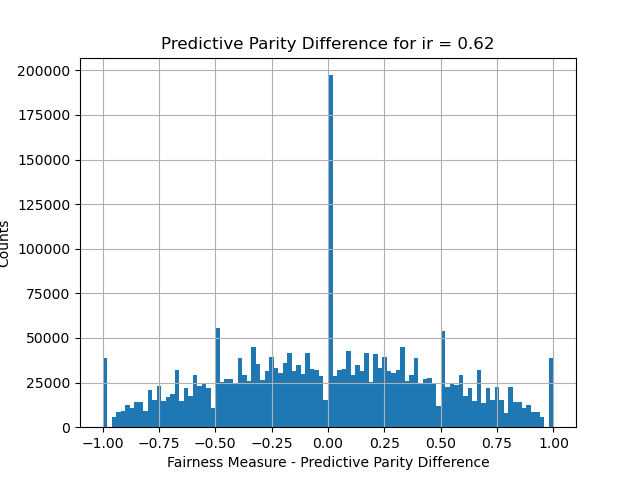 Predictive Parity Difference for ir = 0.62
200000
175000
150000
125000
100000
75000
50000
25000
0
Counts
−1.00 −0.75 −0.50 −0.25 0.00 0.25 0.50 0.75 1.00
Fairness Measure - Predictive Parity Difference